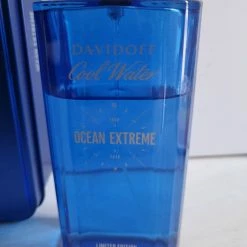 DAVIDOFF
Cool Water
OCEAN EXTREME
LIMITED EDITION